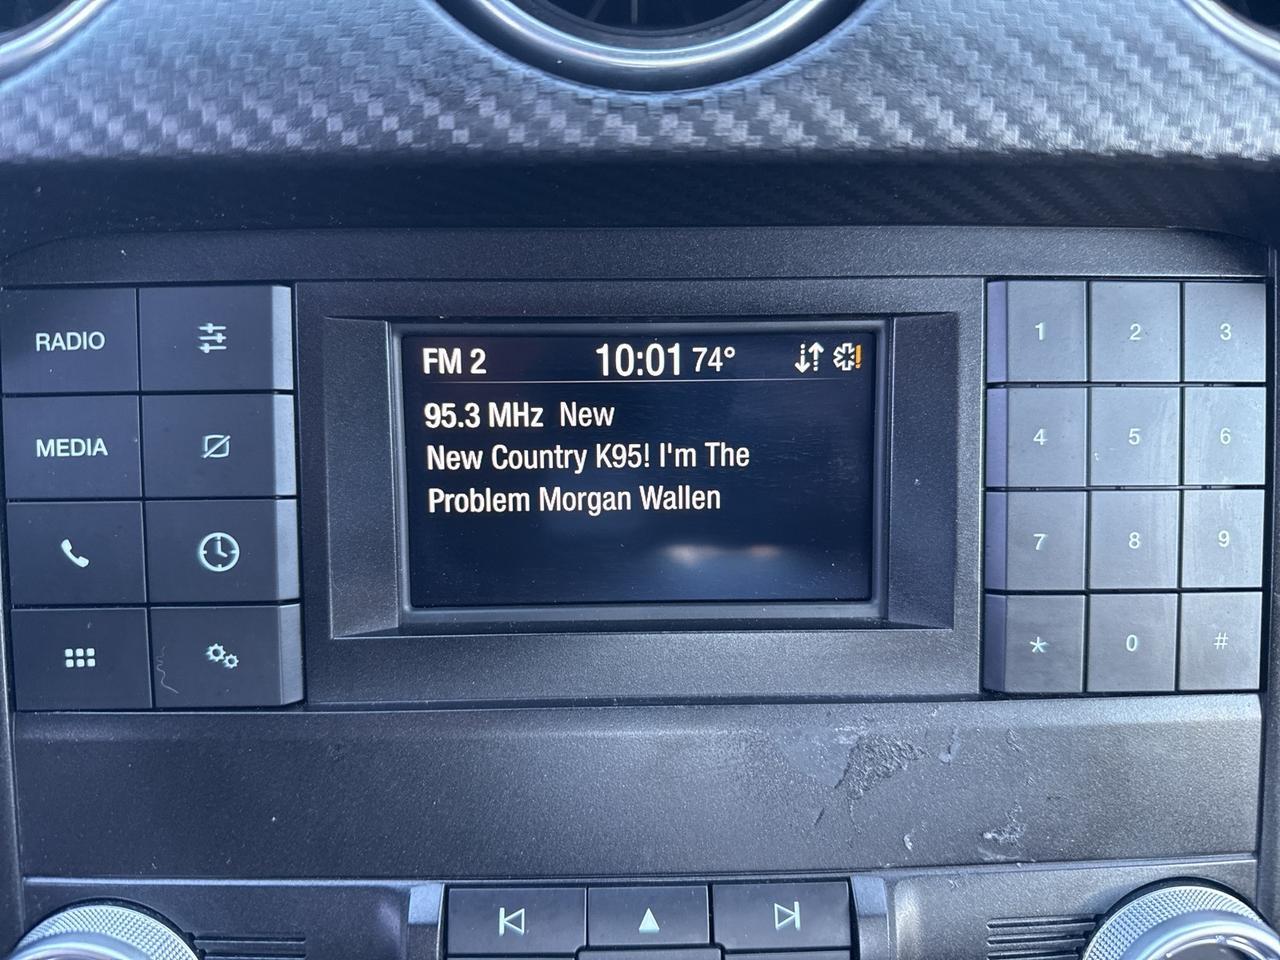 FM 2 10:01 74°
95.3 MHz New
New Country K95! I'm The
Problem Morgan Wallen
RADIO
MEDIA
1 2 3
4 5 6
7 8 9
* 0 #